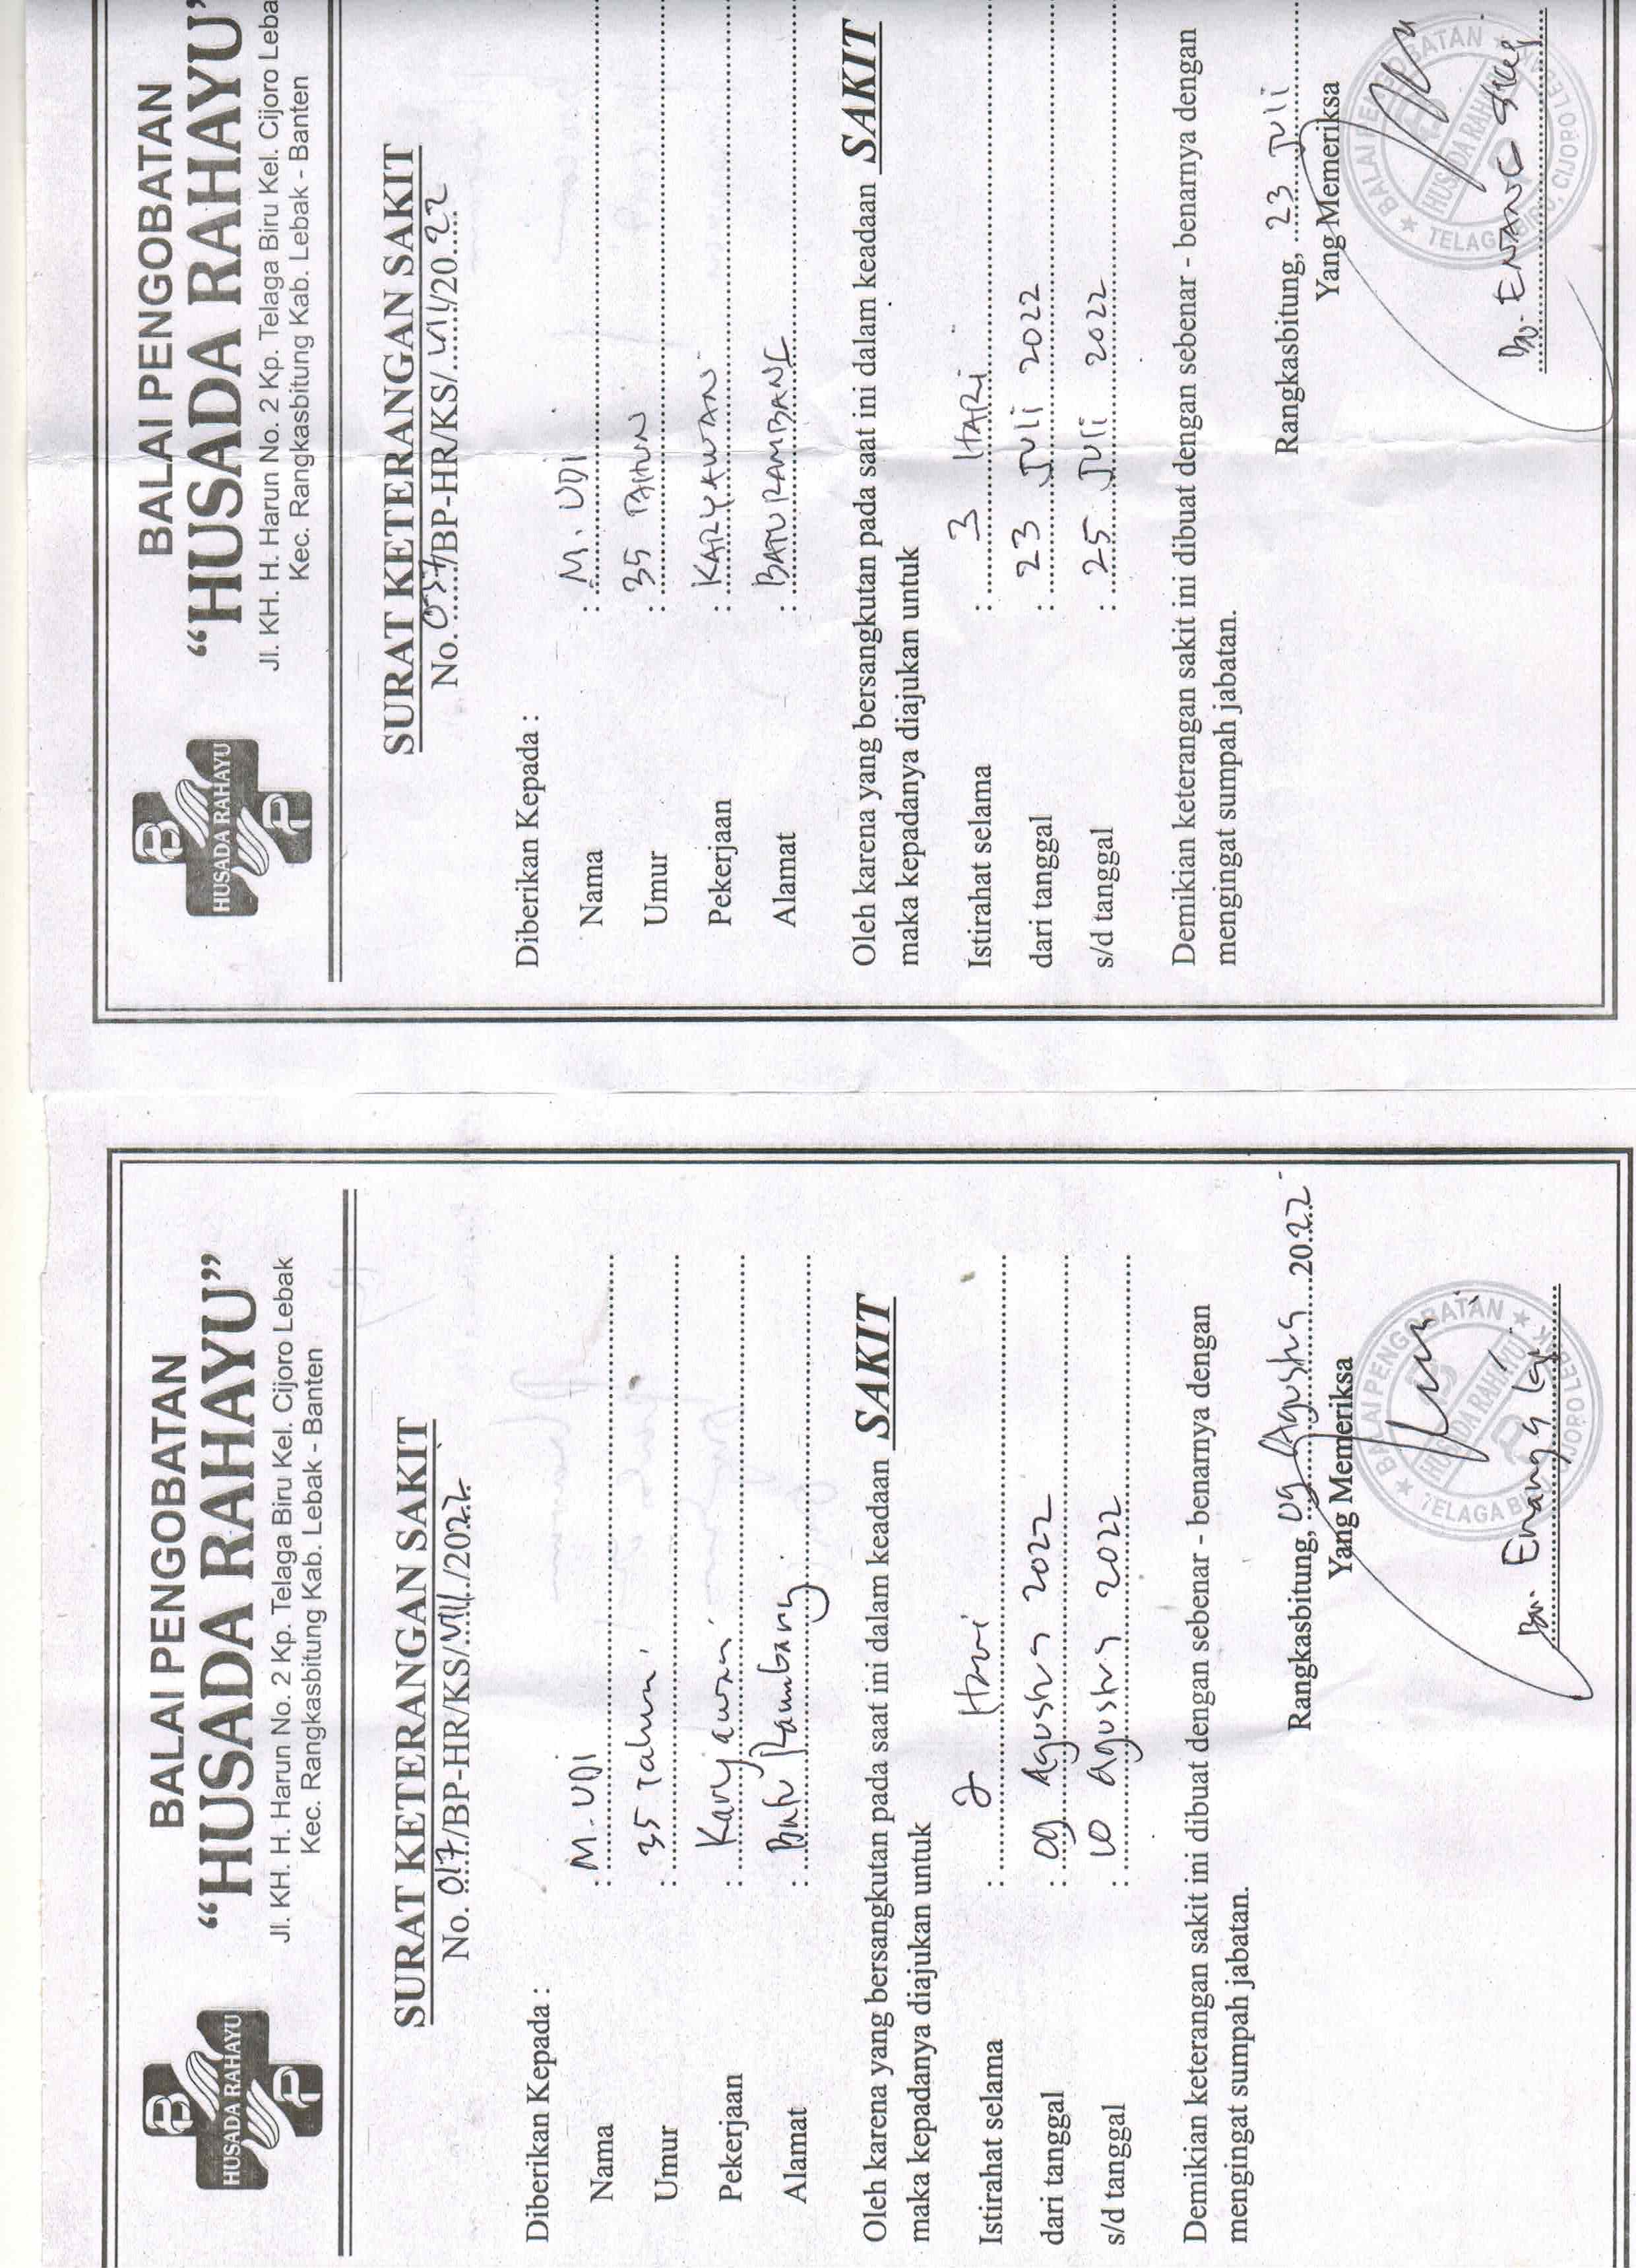 BALAI PENGOBATAN
"HUSADA RAHAYU"
Jl. KH. H. Harun No. 2 Kp. Telaga Biru Kel. Cijoro Lebak
Kec. Rangkasbitung Kab. Lebak - Banten
HUSADA RAHAYU
SURAT KETERANGAN SAKIT
No. 017/BP-HR/KS/VIII/2022
Diberikan Kepada :
Nama : M. UDI
Umur : 35 Tahun
Pekerjaan : Karyawan
Alamat : Batu Rambang
Oleh karena yang bersangkutan pada saat ini dalam keadaan SAKIT
maka kepadanya diajukan untuk
Istirahat selama : 2 Hari
dari tanggal : 09 Agustus 2022
s/d tanggal : 10 Agustus 2022
Demikian keterangan sakit ini dibuat dengan sebenar - benarnya dengan
mengingat sumpah jabatan.
Rangkasbitung, 09 Agustus 2022
Yang Memeriksa
BALAI PENGOBATAN
HUSADA RAHAYU
TELAGA BIRU, CIJORO LEBAK
Enangg
BALAI PENGOBATAN
"HUSADA RAHAYU"
Jl. KH. H. Harun No. 2 Kp. Telaga Biru Kel. Cijoro Leba
Kec. Rangkasbitung Kab. Lebak - Banten
HUSADA RAHAYU
SURAT KETERANGAN SAKIT
No. 057/BP-HR/KS/VII/2022
Diberikan Kepada :
Nama : M. UDI
Umur : 35 TAHUN
Pekerjaan : KARYAWAN
Alamat : BATU RAMBANG
Oleh karena yang bersangkutan pada saat ini dalam keadaan SAKIT
maka kepadanya diajukan untuk
Istirahat selama : 3 HARI
dari tanggal : 23 JULI 2022
s/d tanggal : 25 JULI 2022
Demikian keterangan sakit ini dibuat dengan sebenar - benarnya dengan
mengingat sumpah jabatan.
Rangkasbitung, 23 JULI
Yang Memeriksa
BALAI PENGOBATAN
HUSADA RAHAYU
TELAGA BIRU, CIJORO LE
ENANG